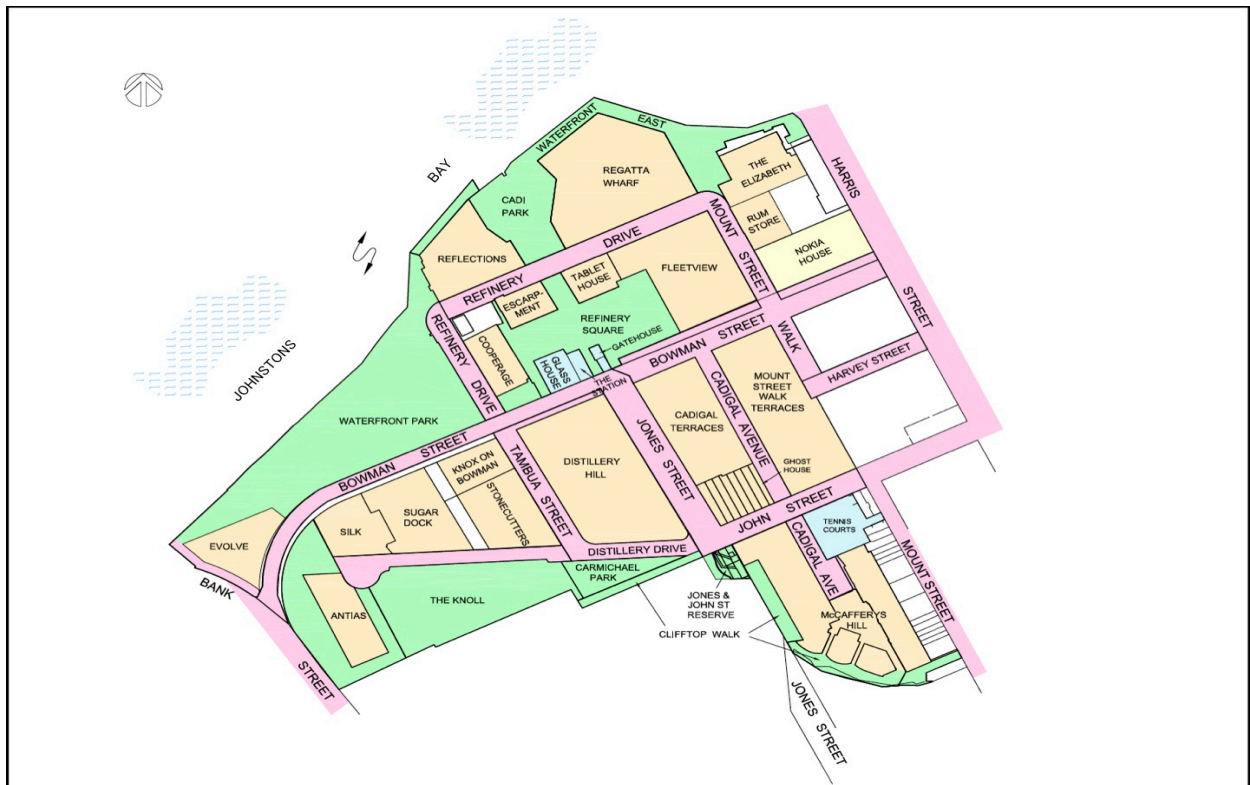 WATERFRONT
EAST
BAY
JOHNSTONS
REGATTA
WHARF
THE
ELIZABETH
HARRIS
STREET
CADI
PARK
RUM
STORE
NOKIA
HOUSE
MOUNT
STREET
REFINERY DRIVE
REFLECTIONS
TABLET
HOUSE
FLEETVIEW
ESCARP-
MENT
REFINERY
SQUARE
GATEHOUSE
REFINERY DRIVE
COOPERAGE
GLASS
HOUSE
THE
STATION
BOWMAN STREET
WALK
HARVEY STREET
MOUNT
STREET
WALK
TERRACES
CADIGAL AVENUE
CADIGAL
TERRACES
GHOST
HOUSE
JONES STREET
WATERFRONT PARK
BOWMAN STREET
KNOX ON
BOWMAN
TAMBUA STREET
DISTILLERY
HILL
STONECUTTERS
SUGAR
DOCK
SILK
EVOLVE
JOHN STREET
TENNIS
COURTS
CADIGAL AVE
MOUNT STREET
DISTILLERY DRIVE
CARMICHAEL
PARK
BANK
STREET
ANTIAS
THE KNOLL
JONES &
JOHN ST
RESERVE
McCAFFERYS
HILL
CLIFFTOP WALK
JONES STREET